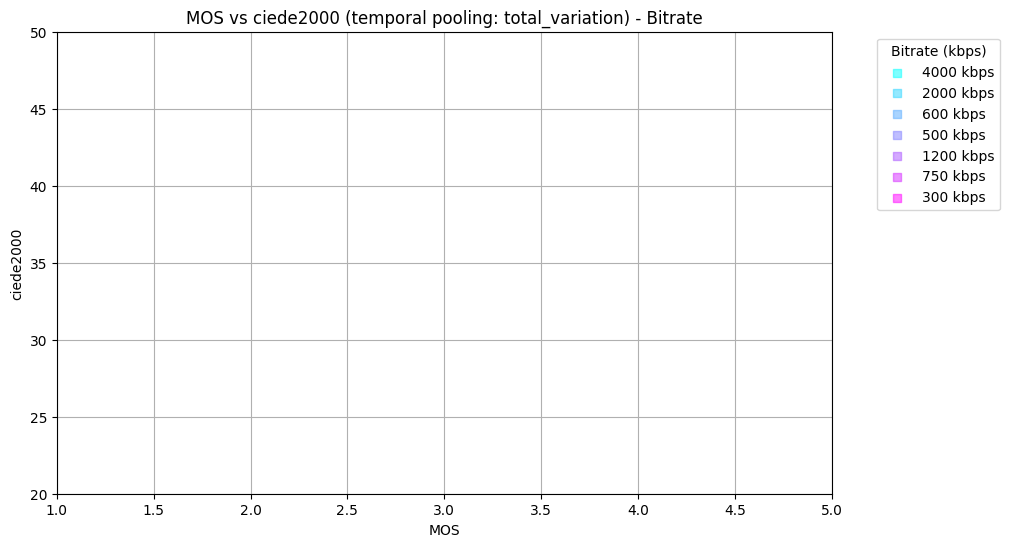 MOS vs ciede2000 (temporal pooling: total_variation) - Bitrate
50
45
40
35
30
25
20
ciede2000
1.0 1.5 2.0 2.5 3.0 3.5 4.0 4.5 5.0
MOS
Bitrate (kbps)
4000 kbps
2000 kbps
600 kbps
500 kbps
1200 kbps
750 kbps
300 kbps